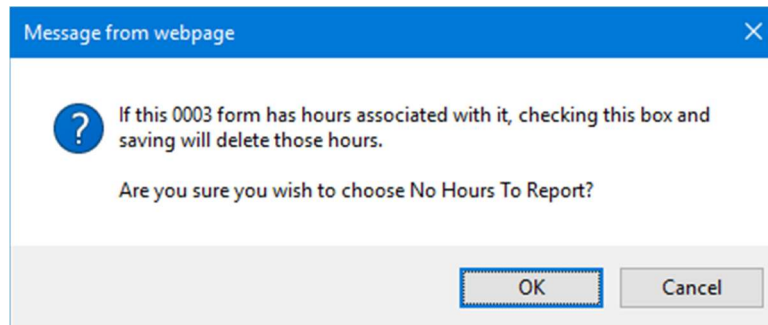 Message from webpage
If this 0003 form has hours associated with it, checking this box and
saving will delete those hours.
Are you sure you wish to choose No Hours To Report?
OK
Cancel